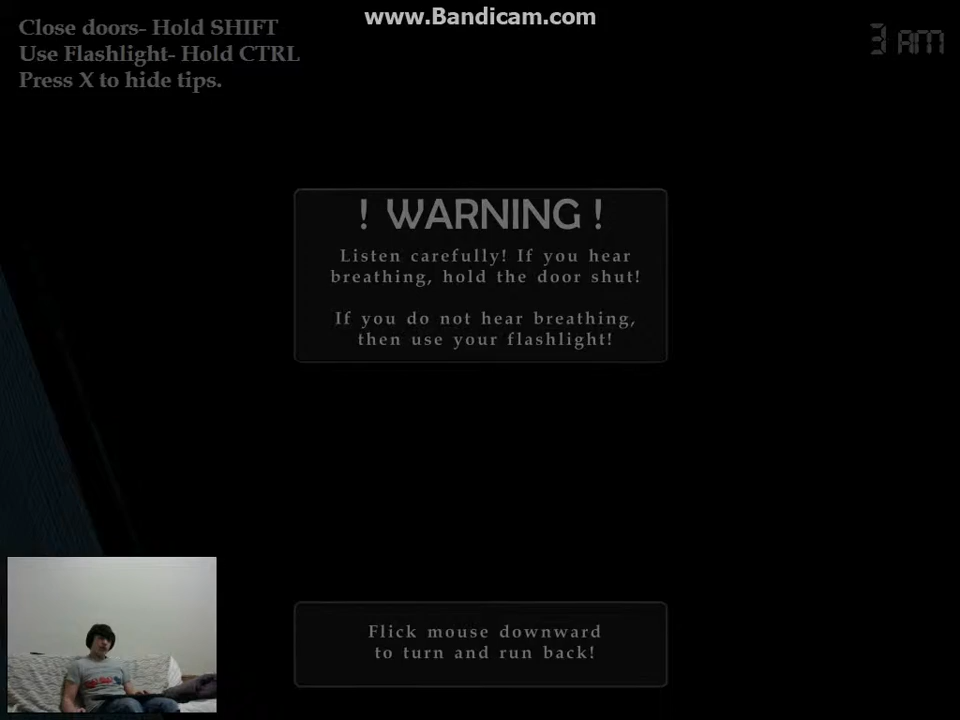 www.Bandicam.com
Close doors- Hold SHIFT
Use Flashlight- Hold CTRL
Press X to hide tips.
3 AM
! WARNING !
Listen carefully! If you hear
breathing, hold the door shut!
If you do not hear breathing,
then use your flashlight!
Flick mouse downward
to turn and run back!